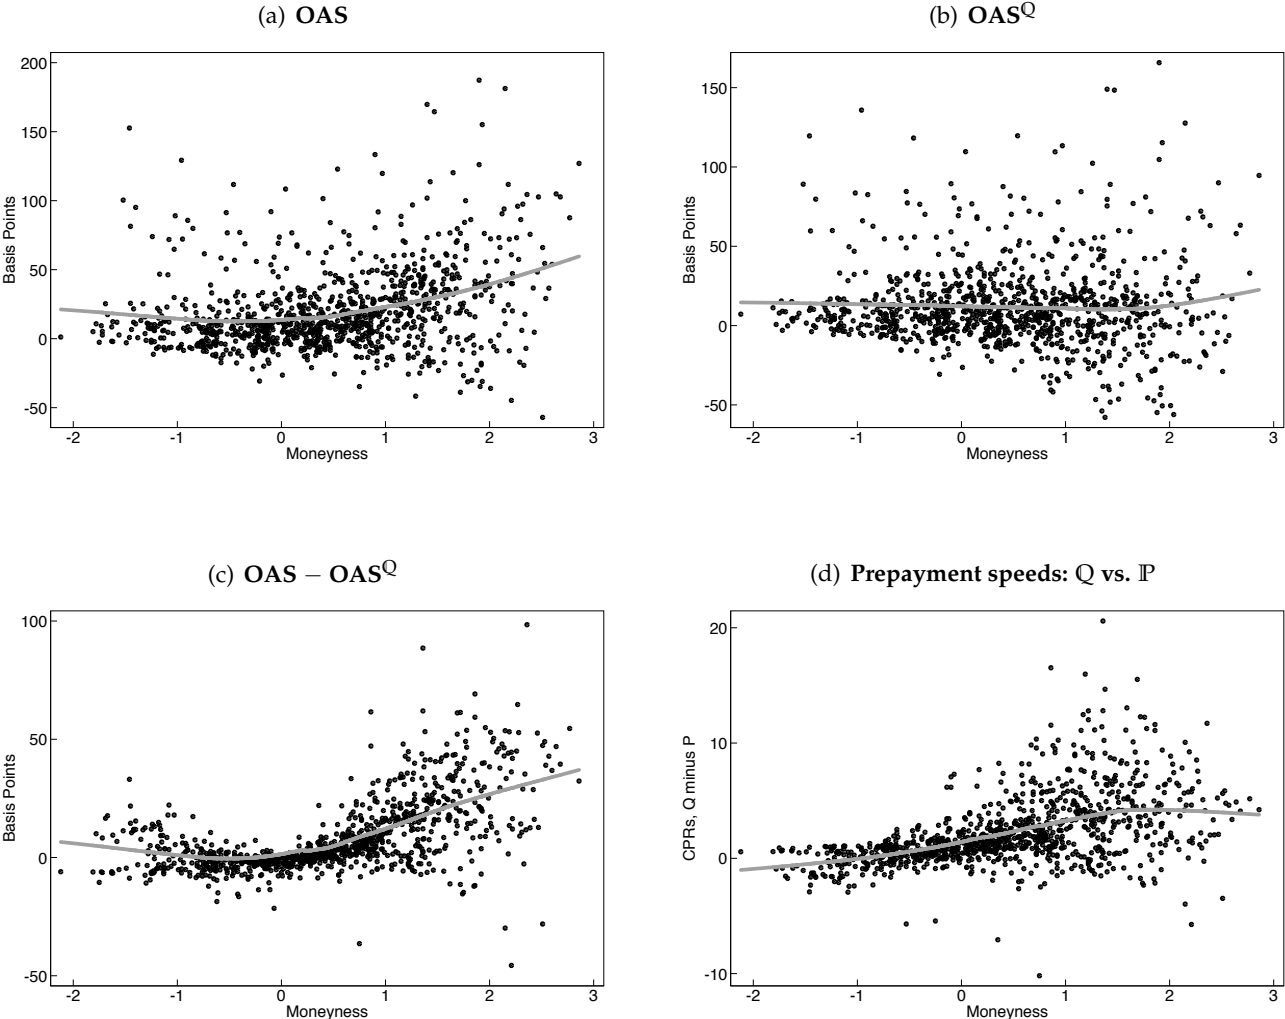 (a) OAS
200
150
100
50
0
-50
Basis Points
-2 -1 0 1 2 3
Moneyness
(b) OAS^ℚ
150
100
50
0
-50
Basis Points
-2 -1 0 1 2 3
Moneyness
(c) OAS − OAS^ℚ
100
50
0
-50
Basis Points
-2 -1 0 1 2 3
Moneyness
(d) Prepayment speeds: ℚ vs. ℙ
20
10
0
-10
CPRs, Q minus P
-2 -1 0 1 2 3
Moneyness